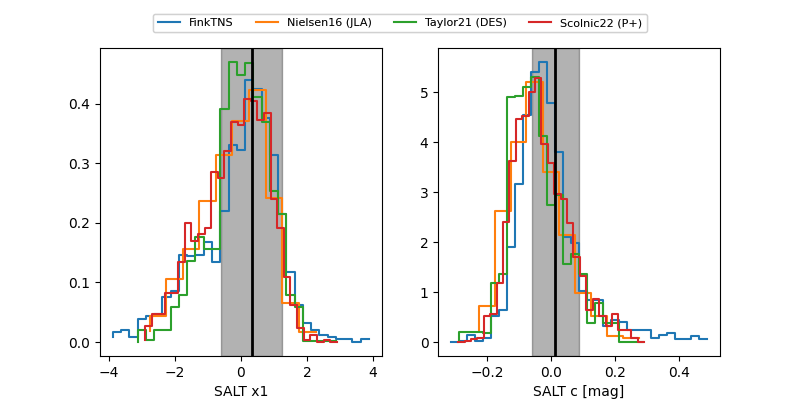 FinkTNS Nielsen16 (JLA) Taylor21 (DES) Scolnic22 (P+)
0.4
0.3
0.2
0.1
0.0
−4 −2 0 2 4
SALT x1
5
4
3
2
1
0
−0.2 0.0 0.2 0.4
SALT c [mag]